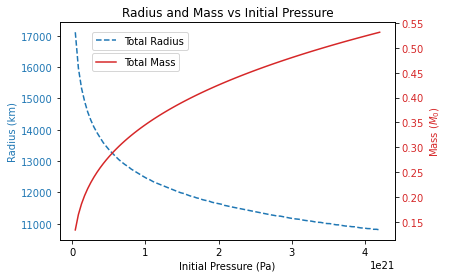 Radius and Mass vs Initial Pressure
Total Radius
Total Mass
Radius (km)
17000
16000
15000
14000
13000
12000
11000
Mass (M₀)
0.55
0.50
0.45
0.40
0.35
0.30
0.25
0.20
0.15
0 1 2 3 4
1e21
Initial Pressure (Pa)